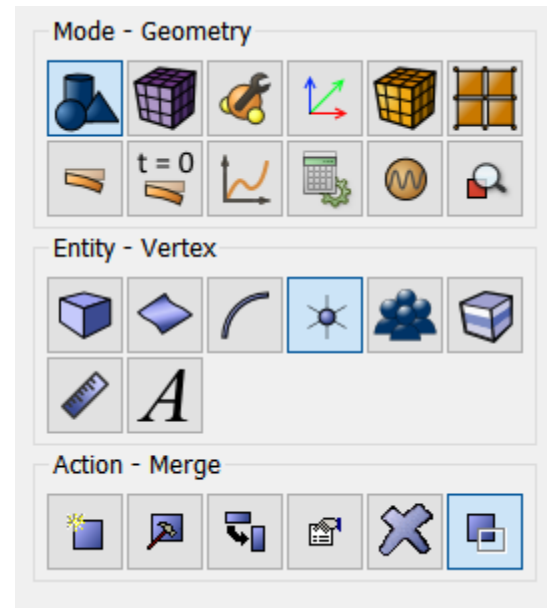 Mode - Geometry
t = 0
Entity - Vertex
A
Action - Merge